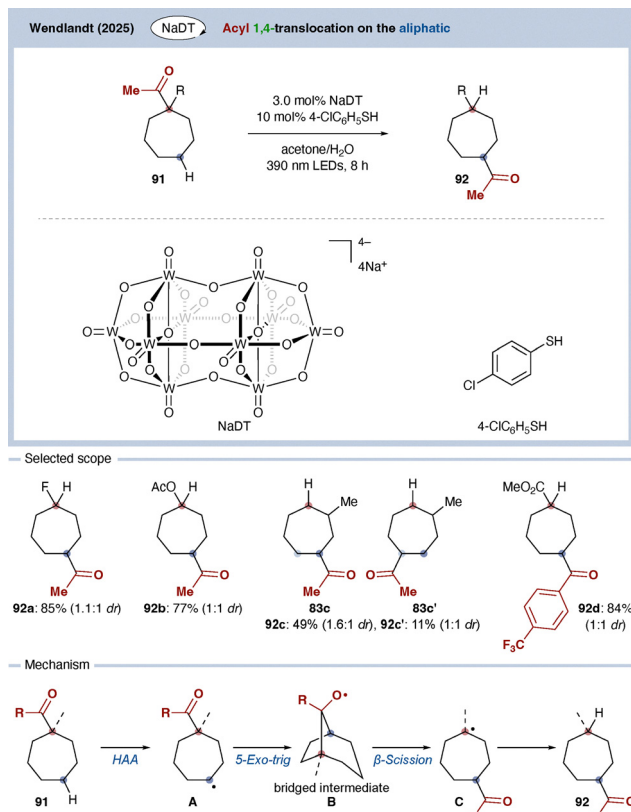 Wendlandt (2025) NaDT Acyl 1,4-translocation on the aliphatic
O
Me R
H
91
3.0 mol% NaDT
10 mol% 4-ClC₆H₅SH
acetone/H₂O
390 nm LEDs, 8 h
R H
O
Me
92
4–
4Na⁺
O O
W O W
O O O O
O O O
O=W O W O W W=O
O W O W O
O O O O
W O W
O O
NaDT
SH
Cl
4-ClC₆H₅SH
Selected scope
F H
O
Me
92a: 85% (1.1:1 dr)
AcO H
O
Me
92b: 77% (1:1 dr)
H
Me
O
Me
83c
H
Me
O
Me
83c'
92c: 49% (1.6:1 dr), 92c': 11% (1:1 dr)
MeO₂C H
O
F₃C
92d: 84%
(1:1 dr)
Mechanism
O
R
H
91
HAA
O
R
A
5-Exo-trig
R O•
bridged intermediate
B
β-Scission
C
H
92